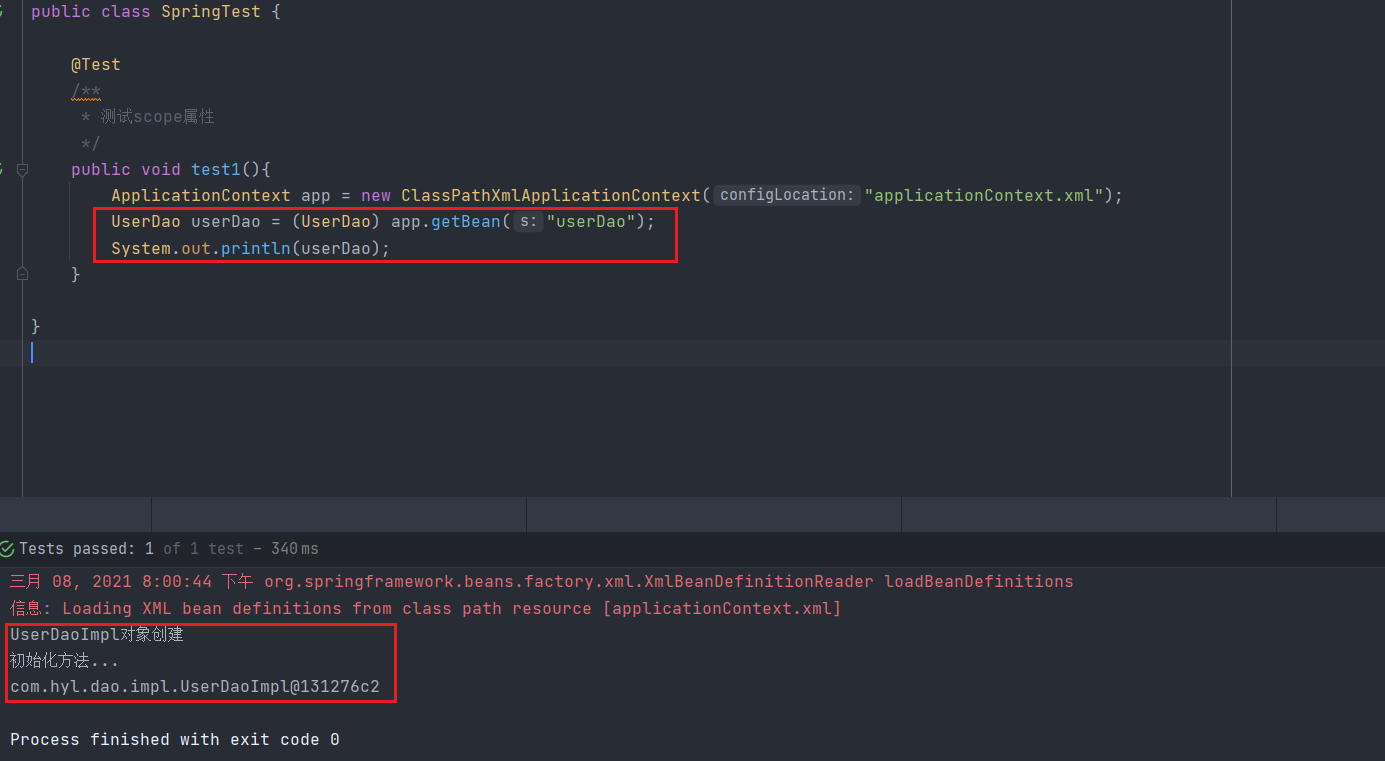 public class SpringTest {
@Test
/**
* 测试scope属性
*/
public void test1(){
ApplicationContext app = new ClassPathXmlApplicationContext( configLocation: "applicationContext.xml");
UserDao userDao = (UserDao) app.getBean( s: "userDao");
System.out.println(userDao);
}
}
Tests passed: 1 of 1 test – 340 ms
三月 08, 2021 8:00:44 下午 org.springframework.beans.factory.xml.XmlBeanDefinitionReader loadBeanDefinitions
信息: Loading XML bean definitions from class path resource [applicationContext.xml]
UserDaoImpl对象创建
初始化方法...
com.hyl.dao.impl.UserDaoImpl@131276c2
Process finished with exit code 0